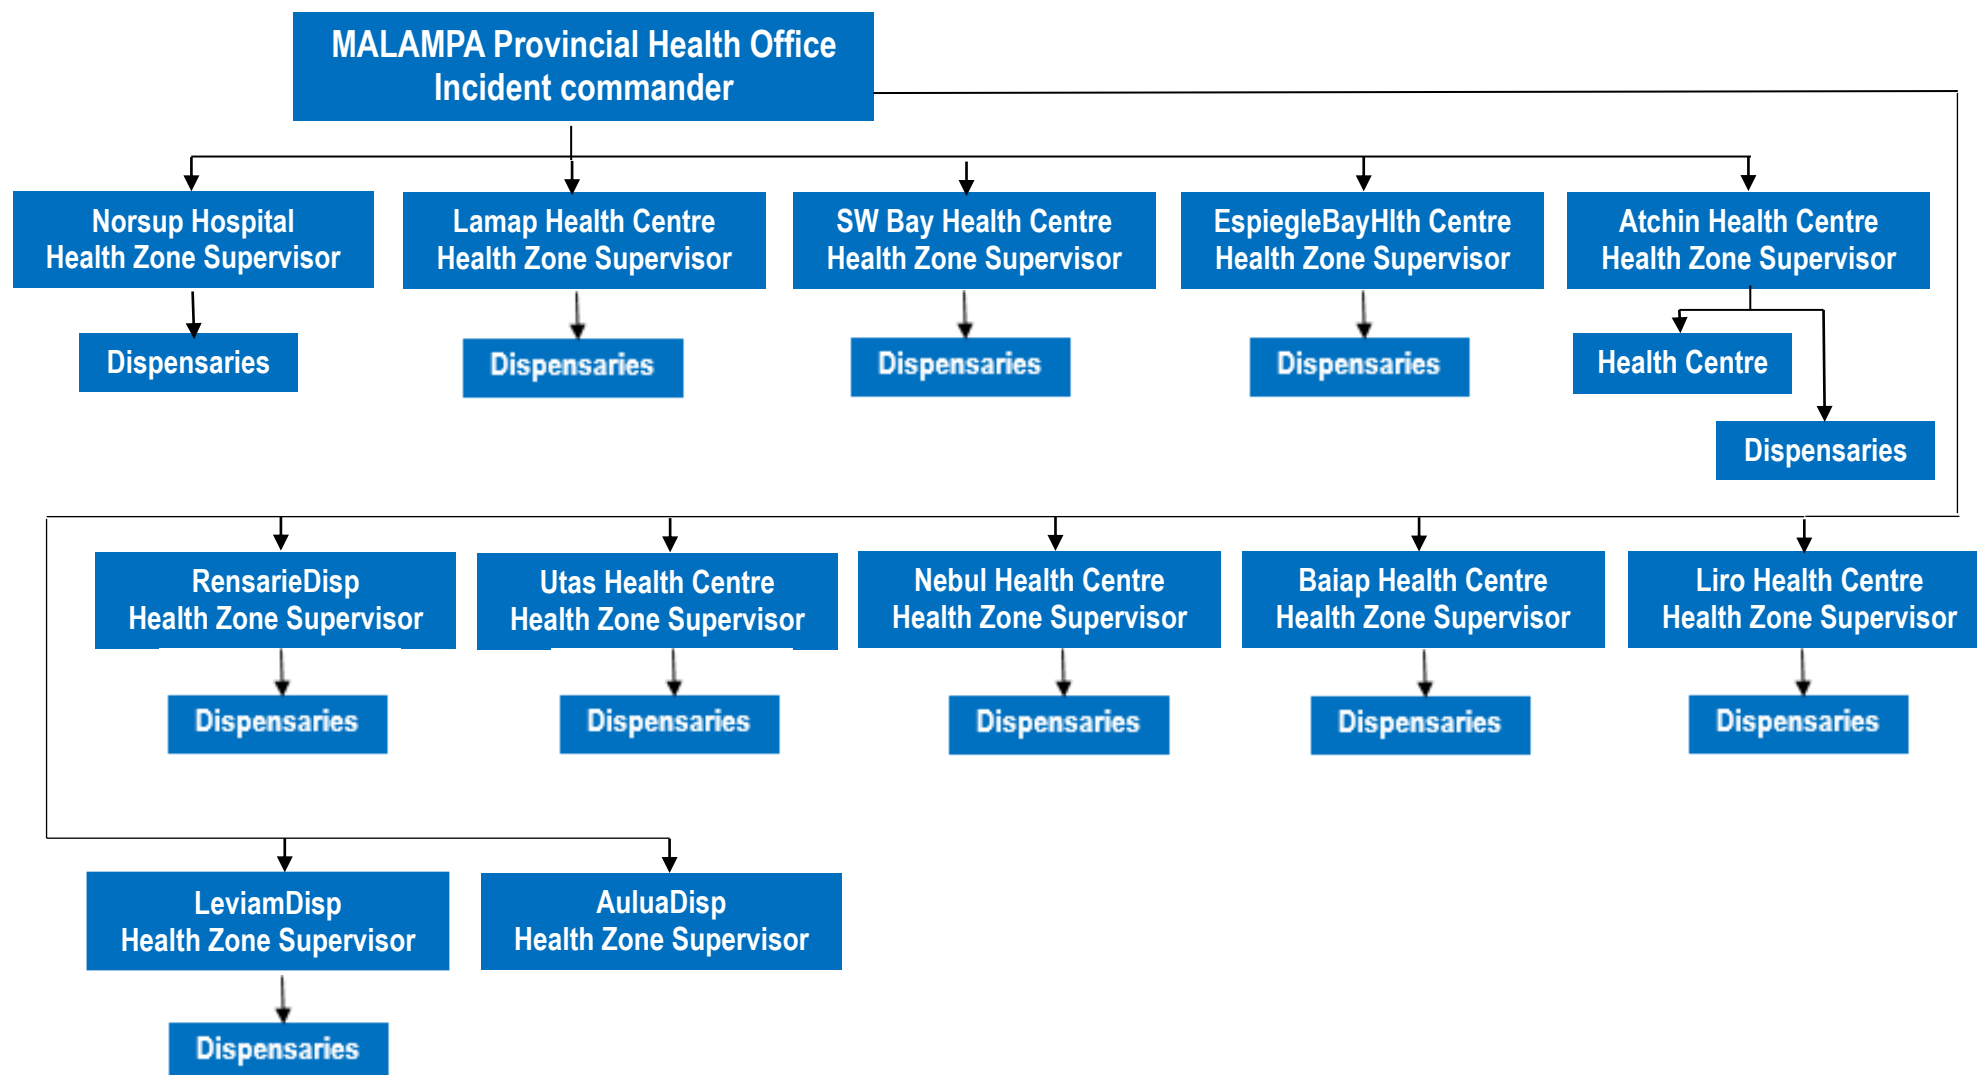 MALAMPA Provincial Health Office
Incident commander
Norsup Hospital
Health Zone Supervisor
Lamap Health Centre
Health Zone Supervisor
SW Bay Health Centre
Health Zone Supervisor
EspiegleBayHlth Centre
Health Zone Supervisor
Atchin Health Centre
Health Zone Supervisor
Dispensaries
Dispensaries
Dispensaries
Dispensaries
Health Centre
Dispensaries
RensarieDisp
Health Zone Supervisor
Utas Health Centre
Health Zone Supervisor
Nebul Health Centre
Health Zone Supervisor
Baiap Health Centre
Health Zone Supervisor
Liro Health Centre
Health Zone Supervisor
Dispensaries
Dispensaries
Dispensaries
Dispensaries
Dispensaries
LeviamDisp
Health Zone Supervisor
AuluaDisp
Health Zone Supervisor
Dispensaries